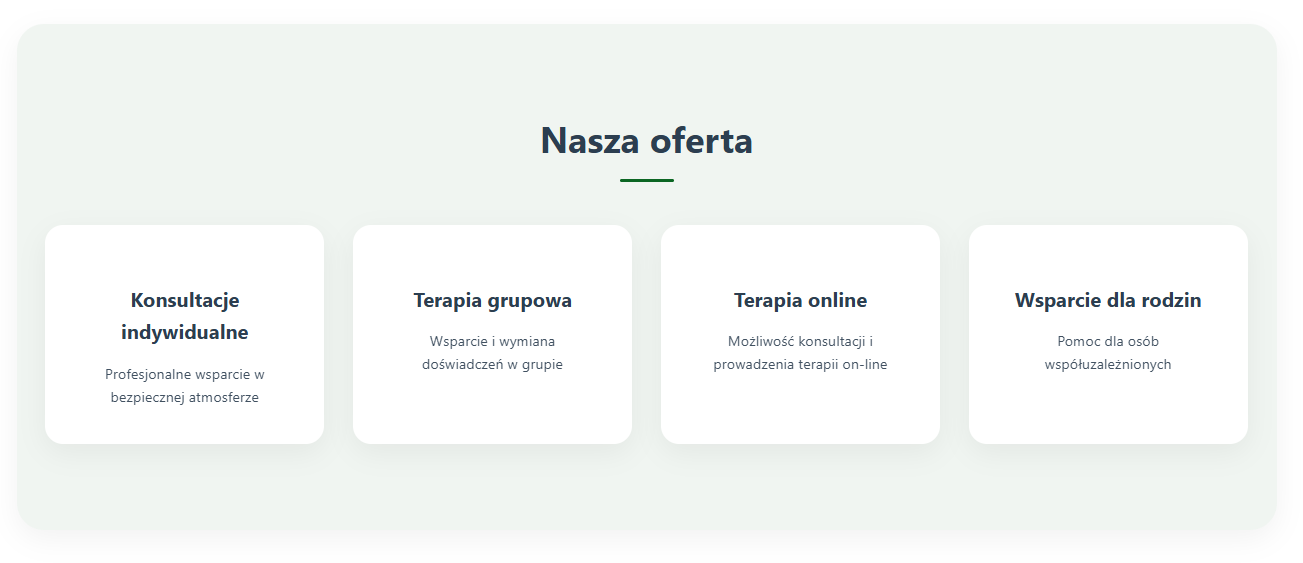 Nasza oferta
Konsultacje
indywidualne
Profesjonalne wsparcie w
bezpiecznej atmosferze
Terapia grupowa
Wsparcie i wymiana
doświadczeń w grupie
Terapia online
Możliwość konsultacji i
prowadzenia terapii on-line
Wsparcie dla rodzin
Pomoc dla osób
współuzależnionych